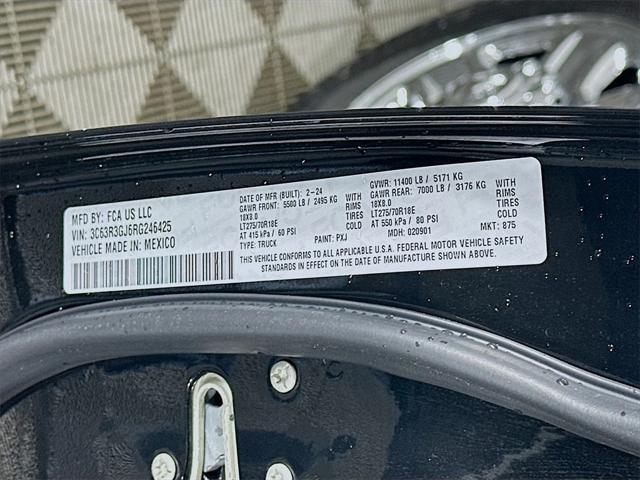 MFD BY: FCA US LLC
VIN: 3C63R3GJ6RG246425
VEHICLE MADE IN: MEXICO
DATE OF MFR (BUILT): 2-24
GAWR FRONT: 5500 LB / 2495 KG WITH
18X8.0 RIMS
LT275/70R18E TIRES
AT 415 kPa / 60 PSI COLD
TYPE: TRUCK PAINT: PXJ
GVWR: 11400 LB / 5171 KG
GAWR REAR: 7000 LB / 3176 KG WITH
18X8.0 RIMS
LT275/70R18E TIRES
AT 550 kPa / 80 PSI COLD
MDH: 020901 MKT: 875
THIS VEHICLE CONFORMS TO ALL APPLICABLE U.S.A. FEDERAL MOTOR VEHICLE SAFETY
STANDARDS IN EFFECT ON THE DATE OF MANUFACTURE SHOWN ABOVE.